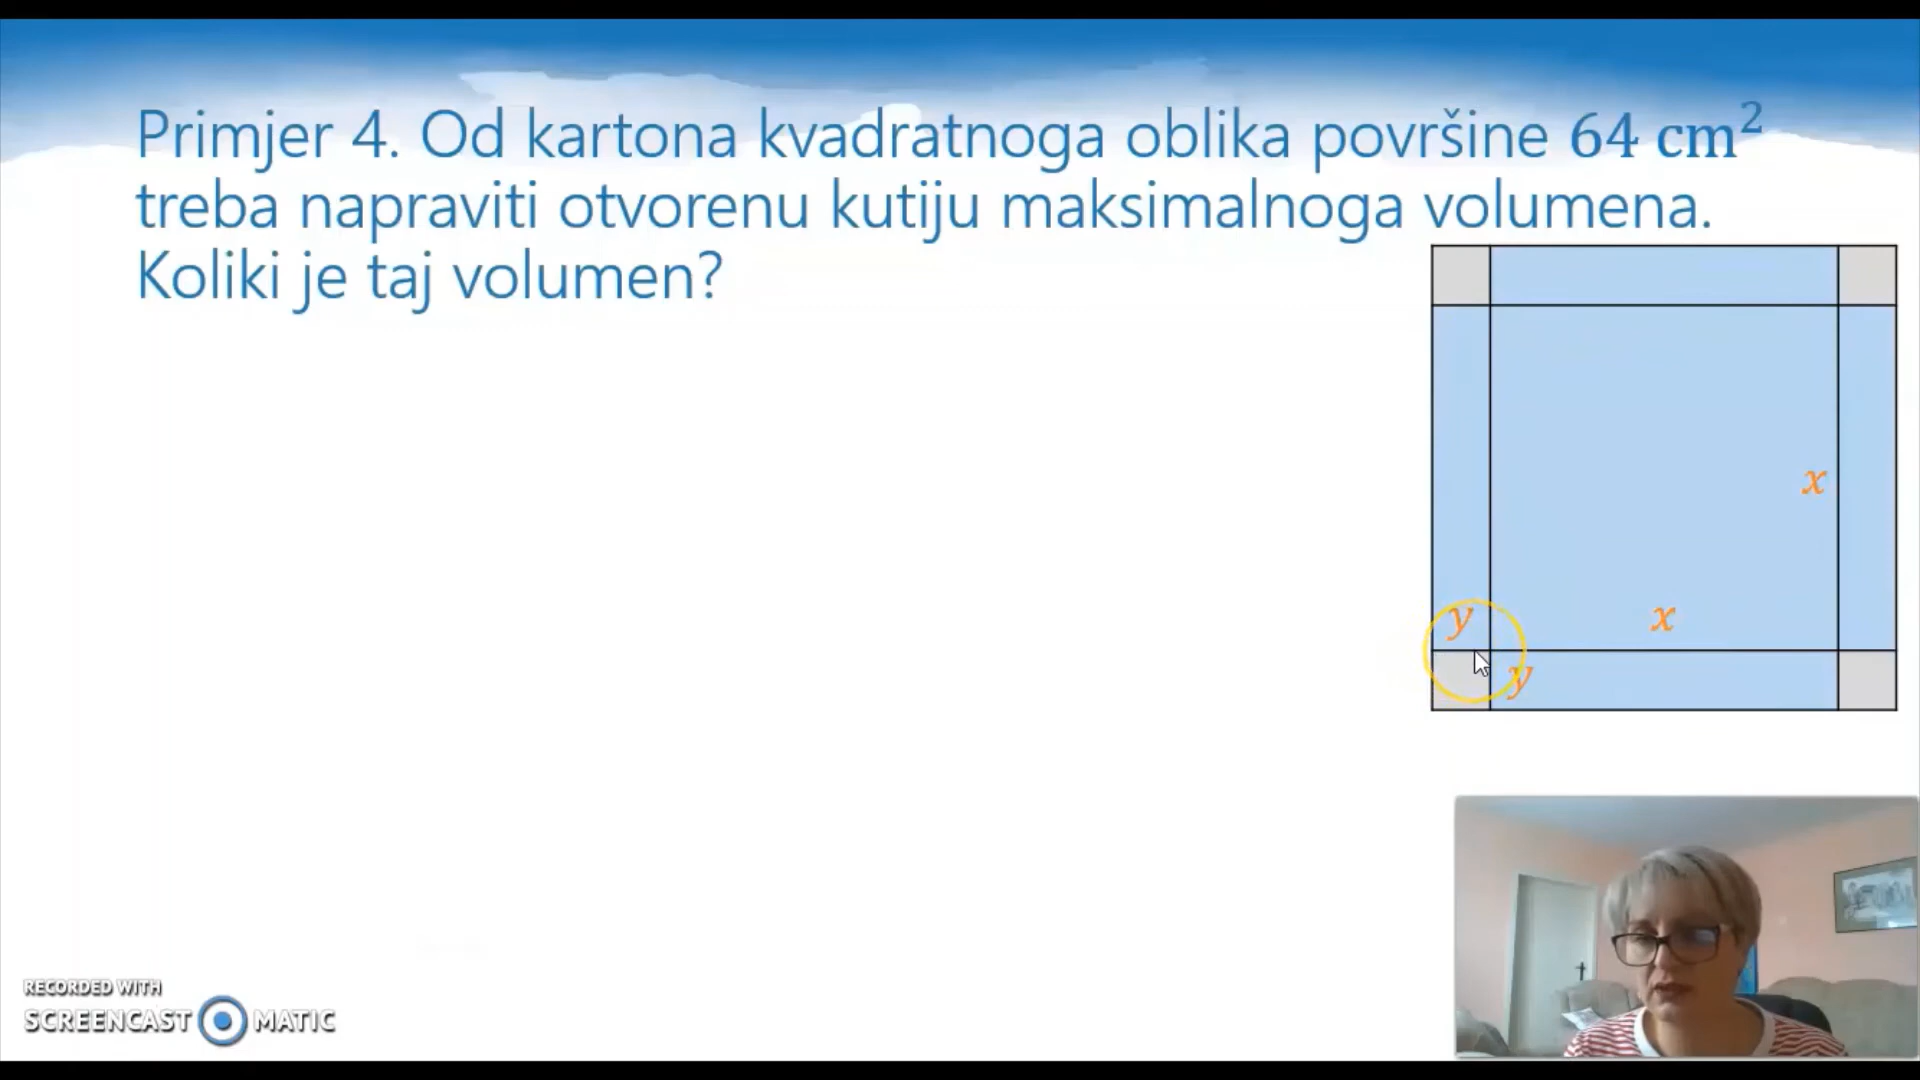 Primjer 4. Od kartona kvadratnoga oblika površine 64 cm²
treba napraviti otvorenu kutiju maksimalnoga volumena.
Koliki je taj volumen?
x
y
x
y
RECORDED WITH
SCREENCAST MATIC